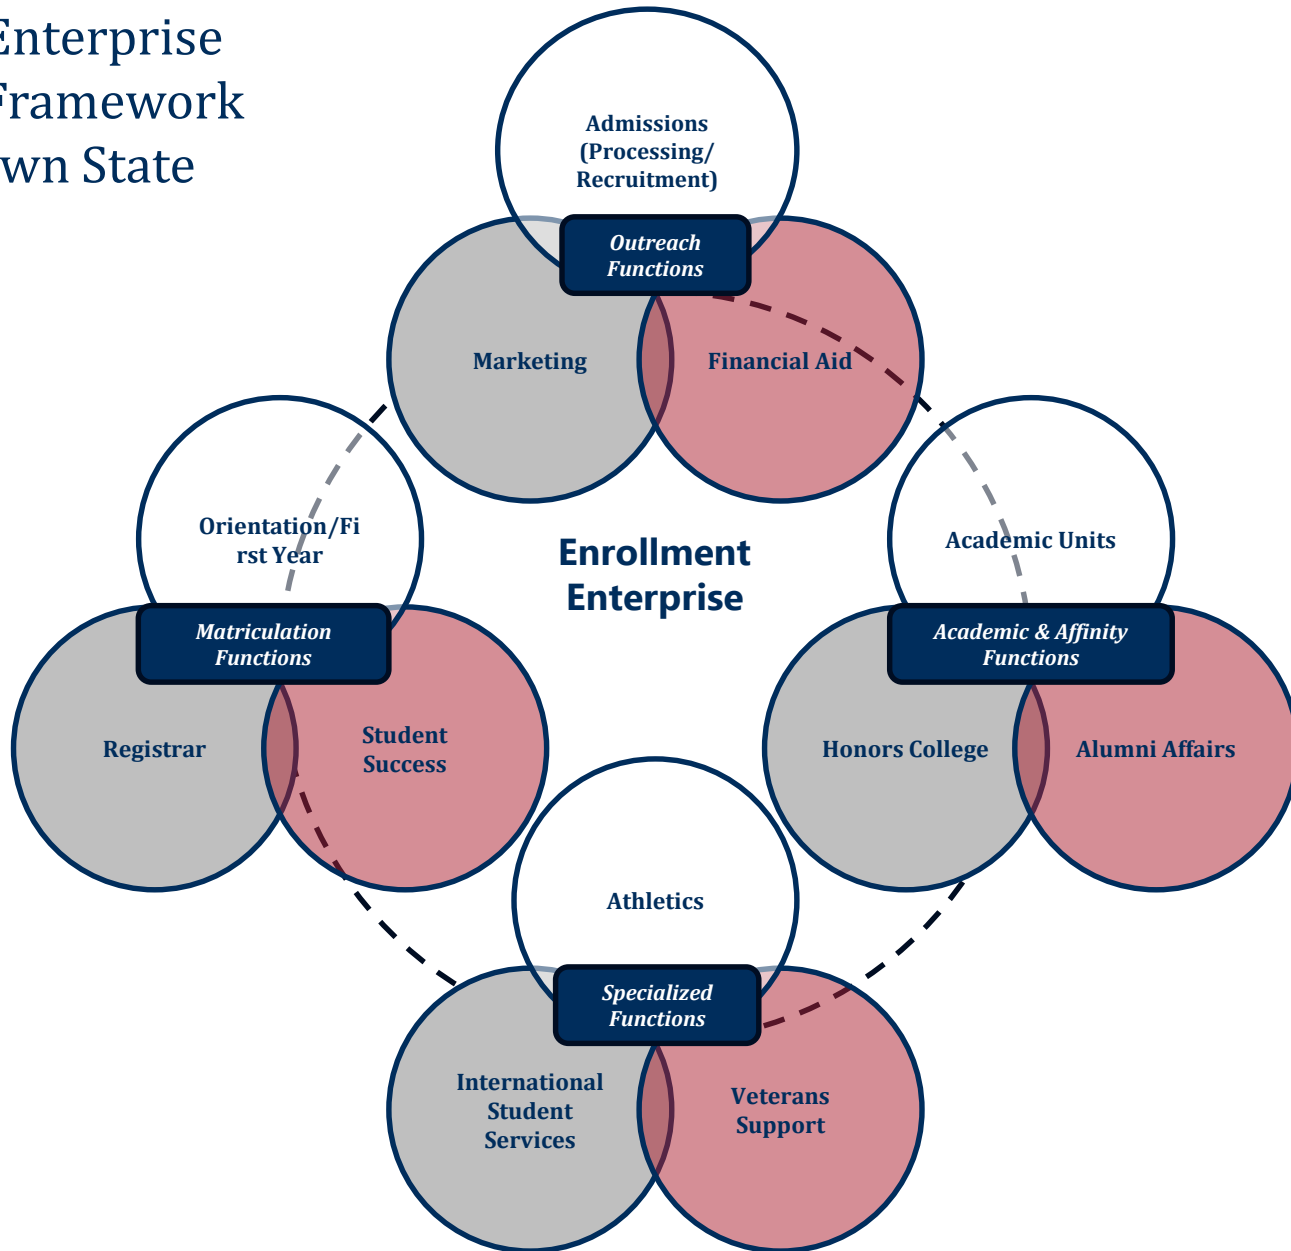 Enterprise
Framework
wn State
Admissions
(Processing/
Recruitment)
Outreach
Functions
Marketing
Financial Aid
Orientation/Fi
rst Year
Enrollment
Enterprise
Academic Units
Matriculation
Functions
Academic & Affinity
Functions
Registrar
Student
Success
Honors College
Alumni Affairs
Athletics
Specialized
Functions
International
Student
Services
Veterans
Support